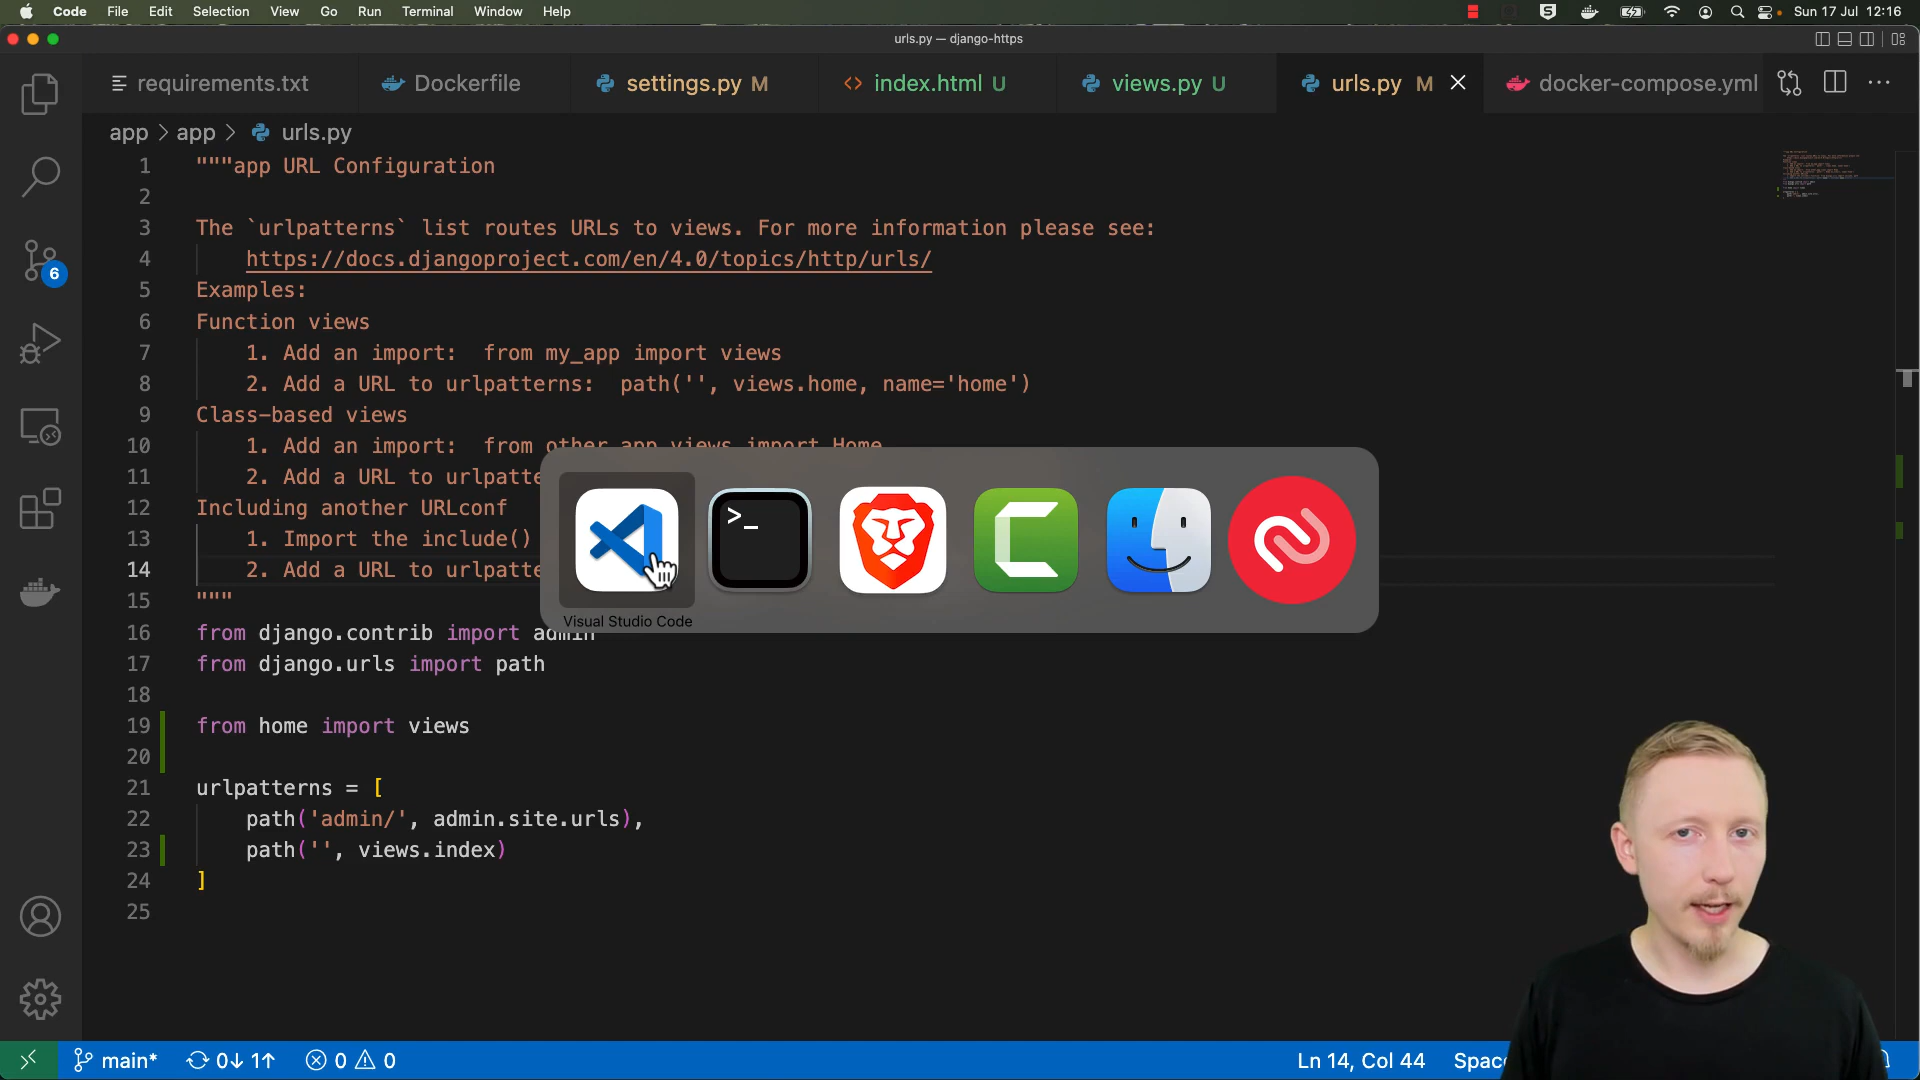 Code File Edit Selection View Go Run Terminal Window Help Sun 17 Jul 12:16
urls.py — django-https
requirements.txt Dockerfile settings.py M index.html U views.py U urls.py M docker-compose.yml
app > app > urls.py
1 """app URL Configuration
2
3 The `urlpatterns` list routes URLs to views. For more information please see:
4 https://docs.djangoproject.com/en/4.0/topics/http/urls/
5 Examples:
6 Function views
7 1. Add an import:  from my_app import views
8 2. Add a URL to urlpatterns:  path('', views.home, name='home')
9 Class-based views
10 1. Add an import:  from other_app.views import Home
11 2. Add a URL to urlpatte
12 Including another URLconf
13 1. Import the include()
14 2. Add a URL to urlpatte
15 """
16 from django.contrib import admin
17 from django.urls import path
18
19 from home import views
20
21 urlpatterns = [
22 path('admin/', admin.site.urls),
23 path('', views.index)
24 ]
25
6
>_
Visual Studio Code
main* 0↓ 1↑ 0 0 Ln 14, Col 44